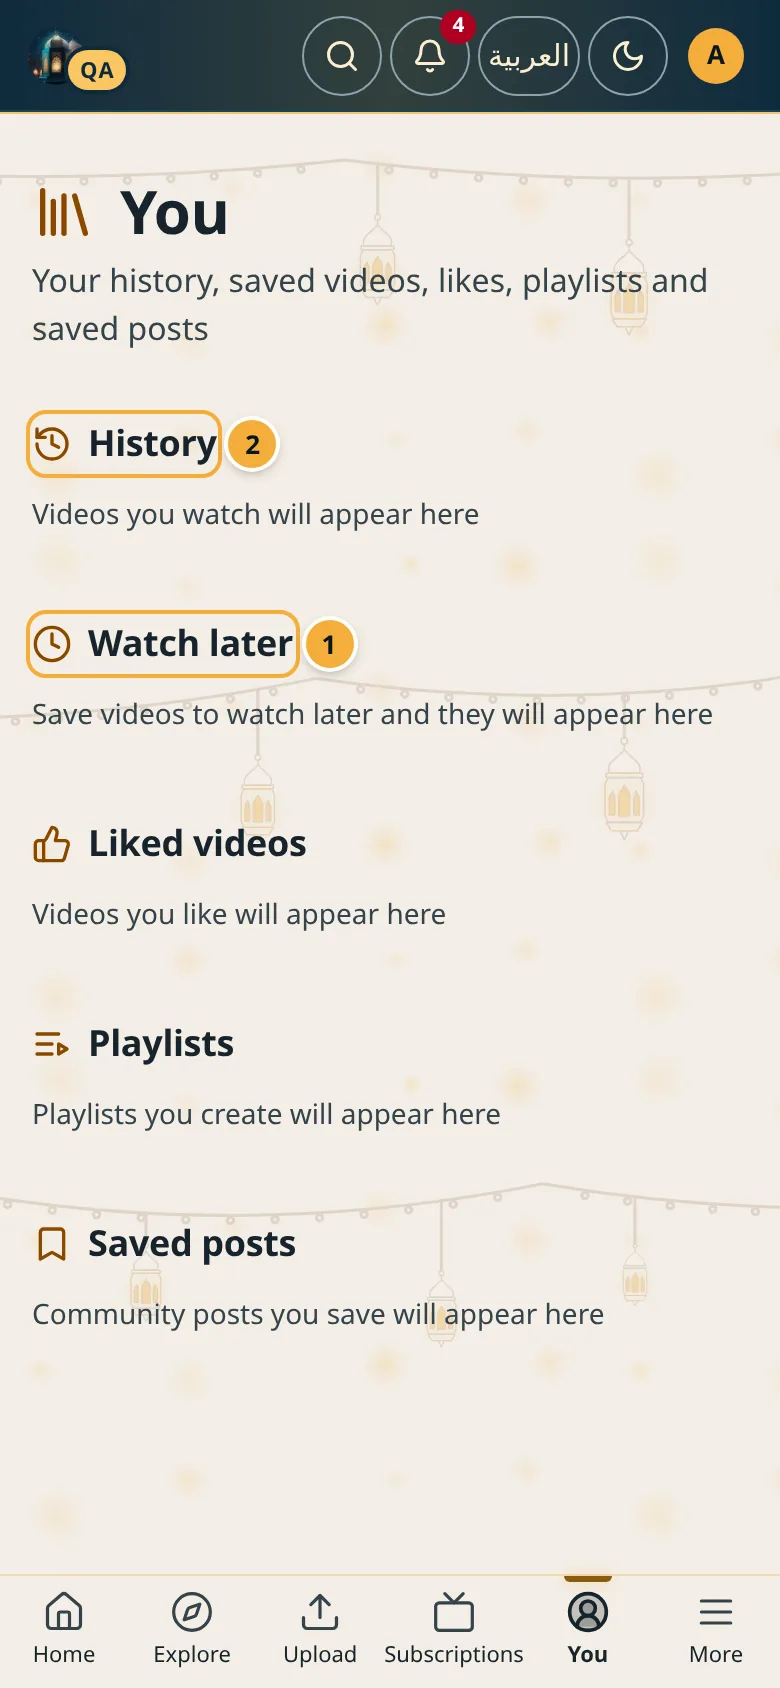 QA
4
العربية
A
You
Your history, saved videos, likes, playlists and
saved posts
History
2
Videos you watch will appear here
Watch later
1
Save videos to watch later and they will appear here
Liked videos
Videos you like will appear here
Playlists
Playlists you create will appear here
Saved posts
Community posts you save will appear here
Home
Explore
Upload
Subscriptions
You
More